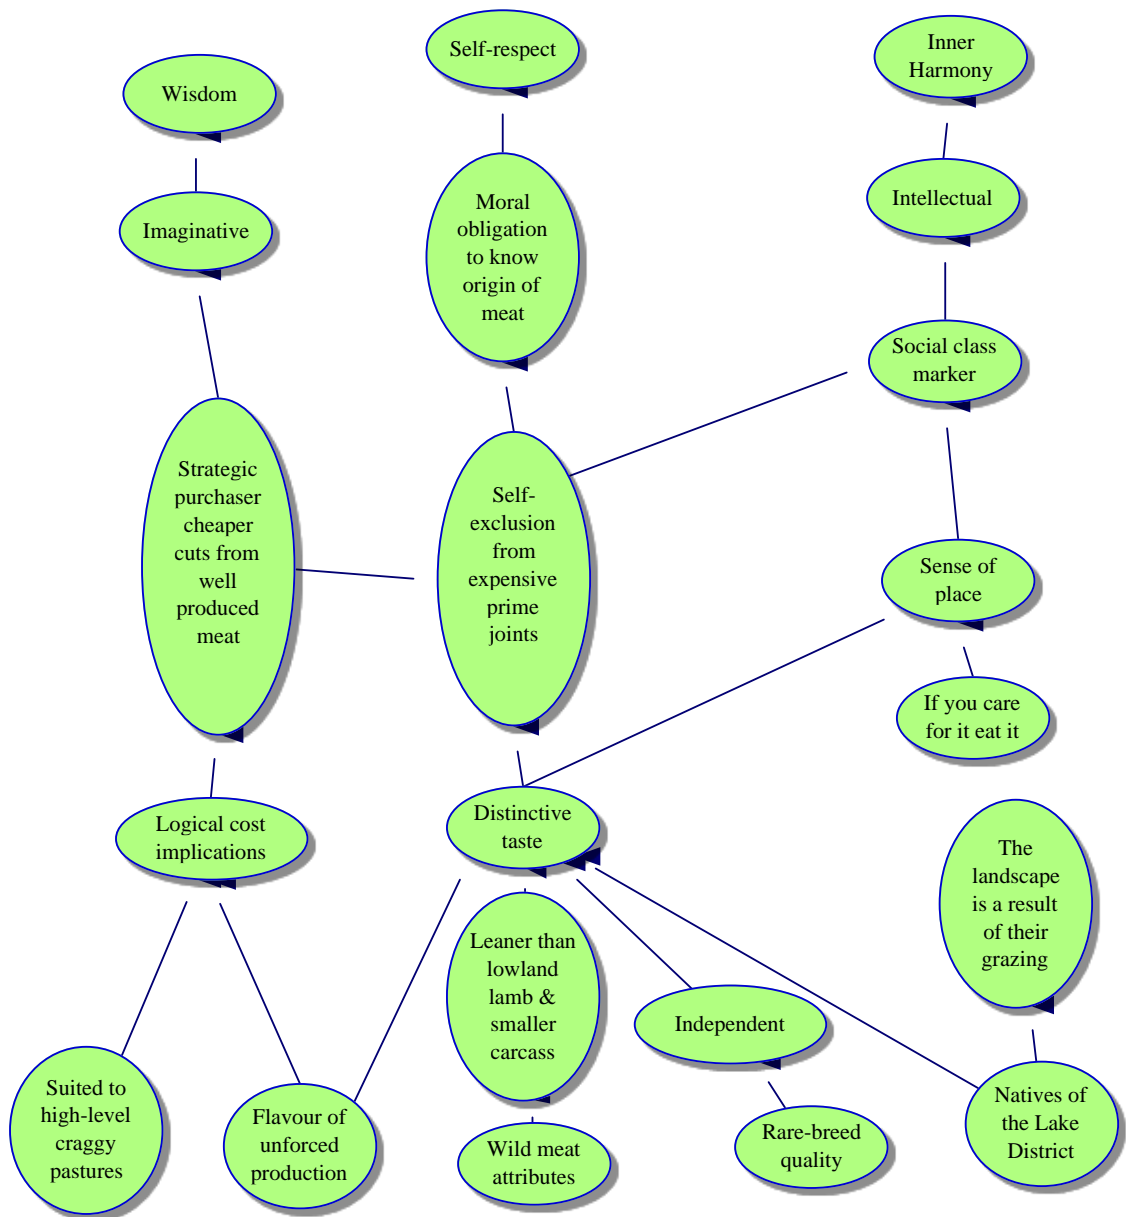 Self-respect
Inner
Harmony
Wisdom
Imaginative
Moral
obligation
to know
origin of
meat
Intellectual
Social class
marker
Strategic
purchaser
cheaper
cuts from
well
produced
meat
Self-
exclusion
from
expensive
prime
joints
Sense of
place
If you care
for it eat it
Logical cost
implications
Distinctive
taste
The
landscape
is a result
of their
grazing
Leaner than
lowland
lamb &
smaller
carcass
Independent
Suited to
high-level
craggy
pastures
Flavour of
unforced
production
Wild meat
attributes
Rare-breed
quality
Natives of
the Lake
District